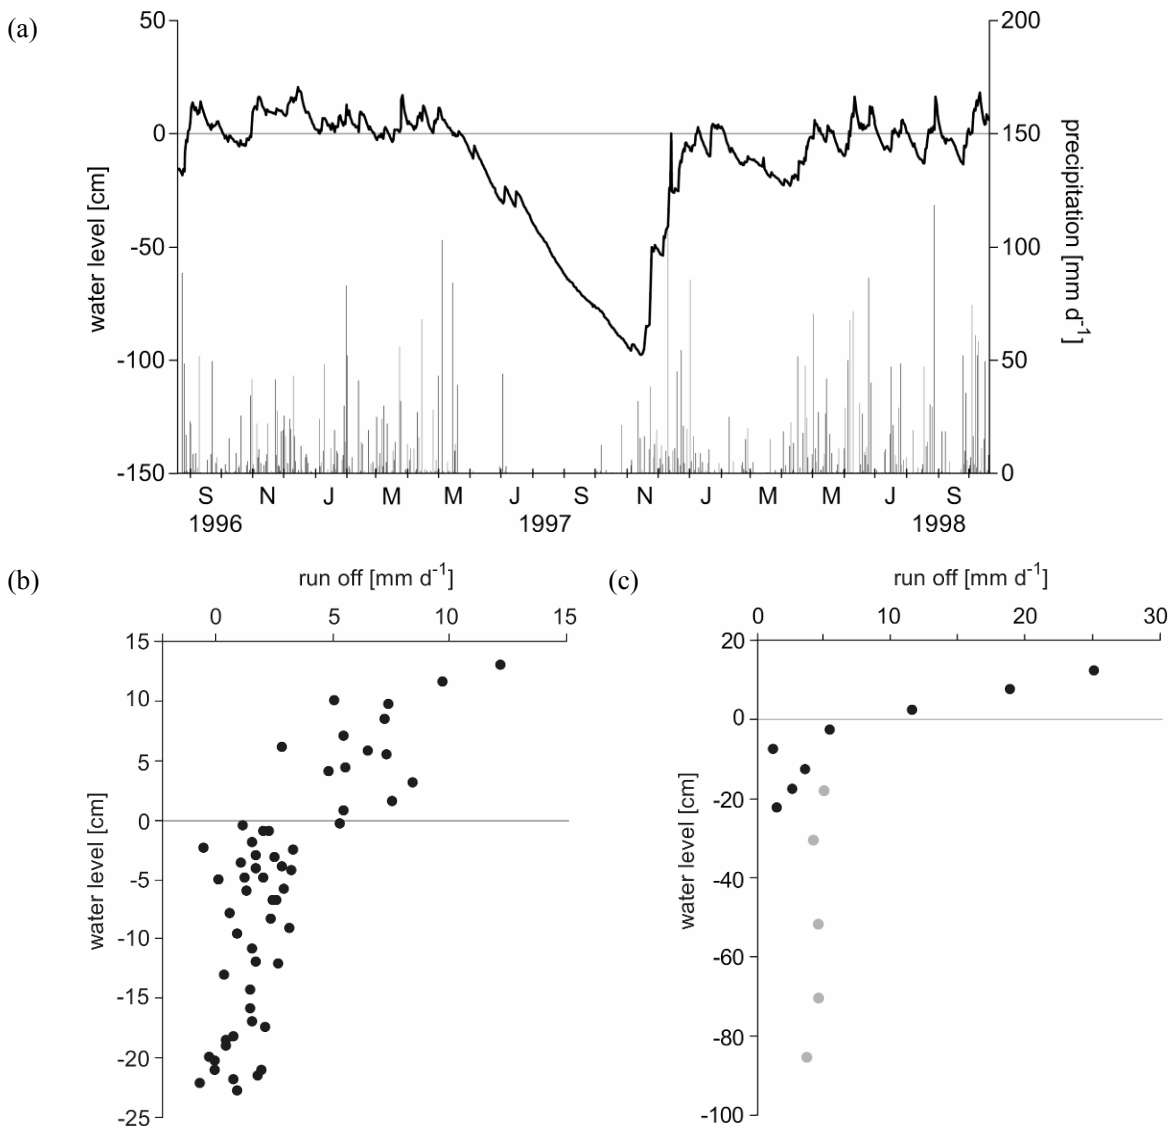 (a)
50
0
-50
-100
-150
water level [cm]
200
150
100
50
0
precipitation [mm d-1]
S N J M M J S N J M M J S
1996 1997 1998
(b)
run off [mm d-1]
0 5 10 15
15
10
5
0
-5
-10
-15
-20
-25
water level [cm]
(c)
run off [mm d-1]
0 10 20 30
20
0
-20
-40
-60
-80
-100
water level [cm]